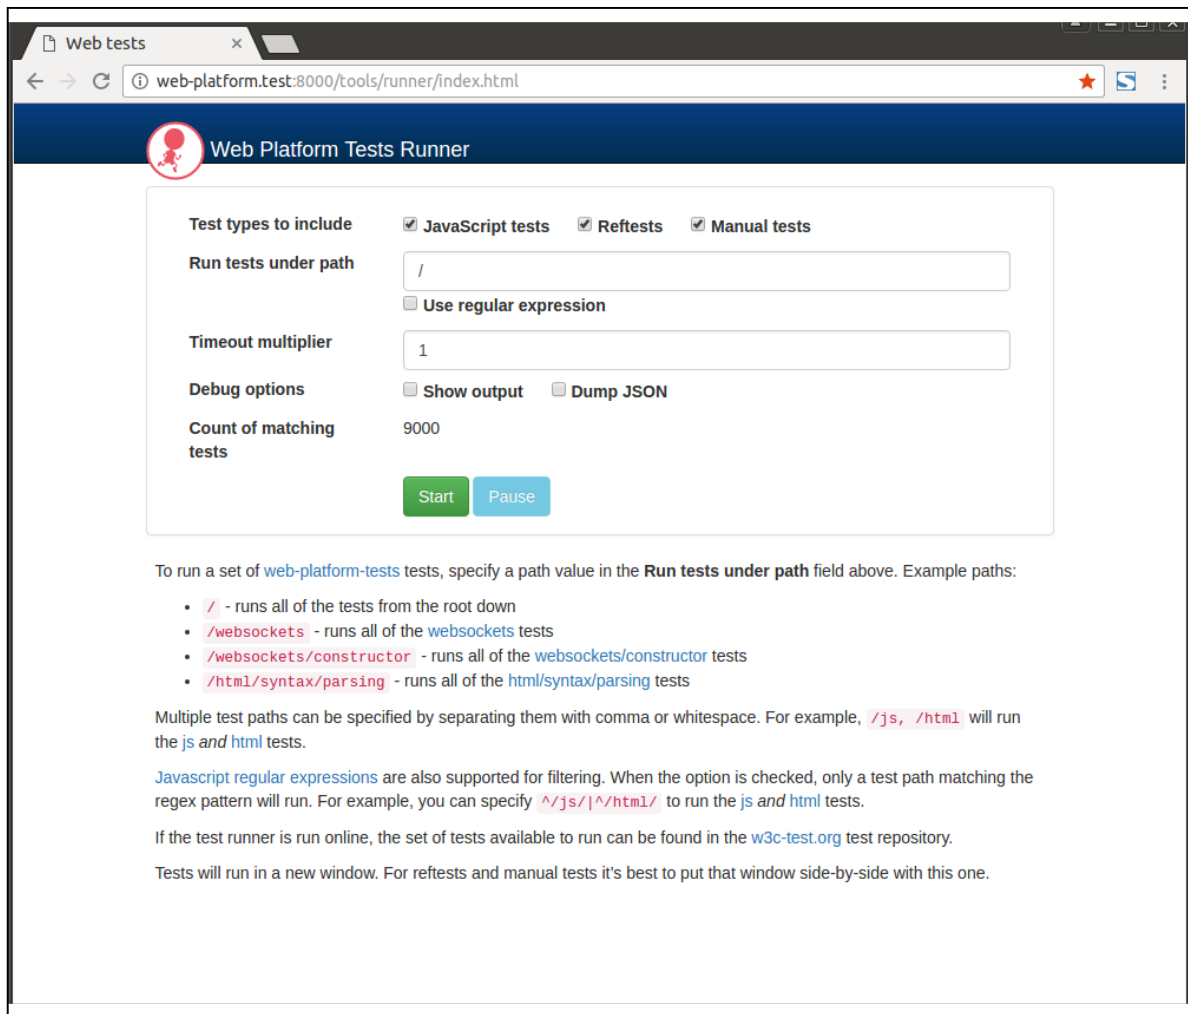 Web tests
web-platform.test:8000/tools/runner/index.html
Web Platform Tests Runner
Test types to include JavaScript tests Reftests Manual tests
Run tests under path /
Use regular expression
Timeout multiplier 1
Debug options Show output Dump JSON
Count of matching 9000
tests
Start Pause
To run a set of web-platform-tests tests, specify a path value in the Run tests under path field above. Example paths:
• / - runs all of the tests from the root down
• /websockets - runs all of the websockets tests
• /websockets/constructor - runs all of the websockets/constructor tests
• /html/syntax/parsing - runs all of the html/syntax/parsing tests
Multiple test paths can be specified by separating them with comma or whitespace. For example, /js, /html will run
the js and html tests.
Javascript regular expressions are also supported for filtering. When the option is checked, only a test path matching the
regex pattern will run. For example, you can specify ^/js/|^/html/ to run the js and html tests.
If the test runner is run online, the set of tests available to run can be found in the w3c-test.org test repository.
Tests will run in a new window. For reftests and manual tests it's best to put that window side-by-side with this one.